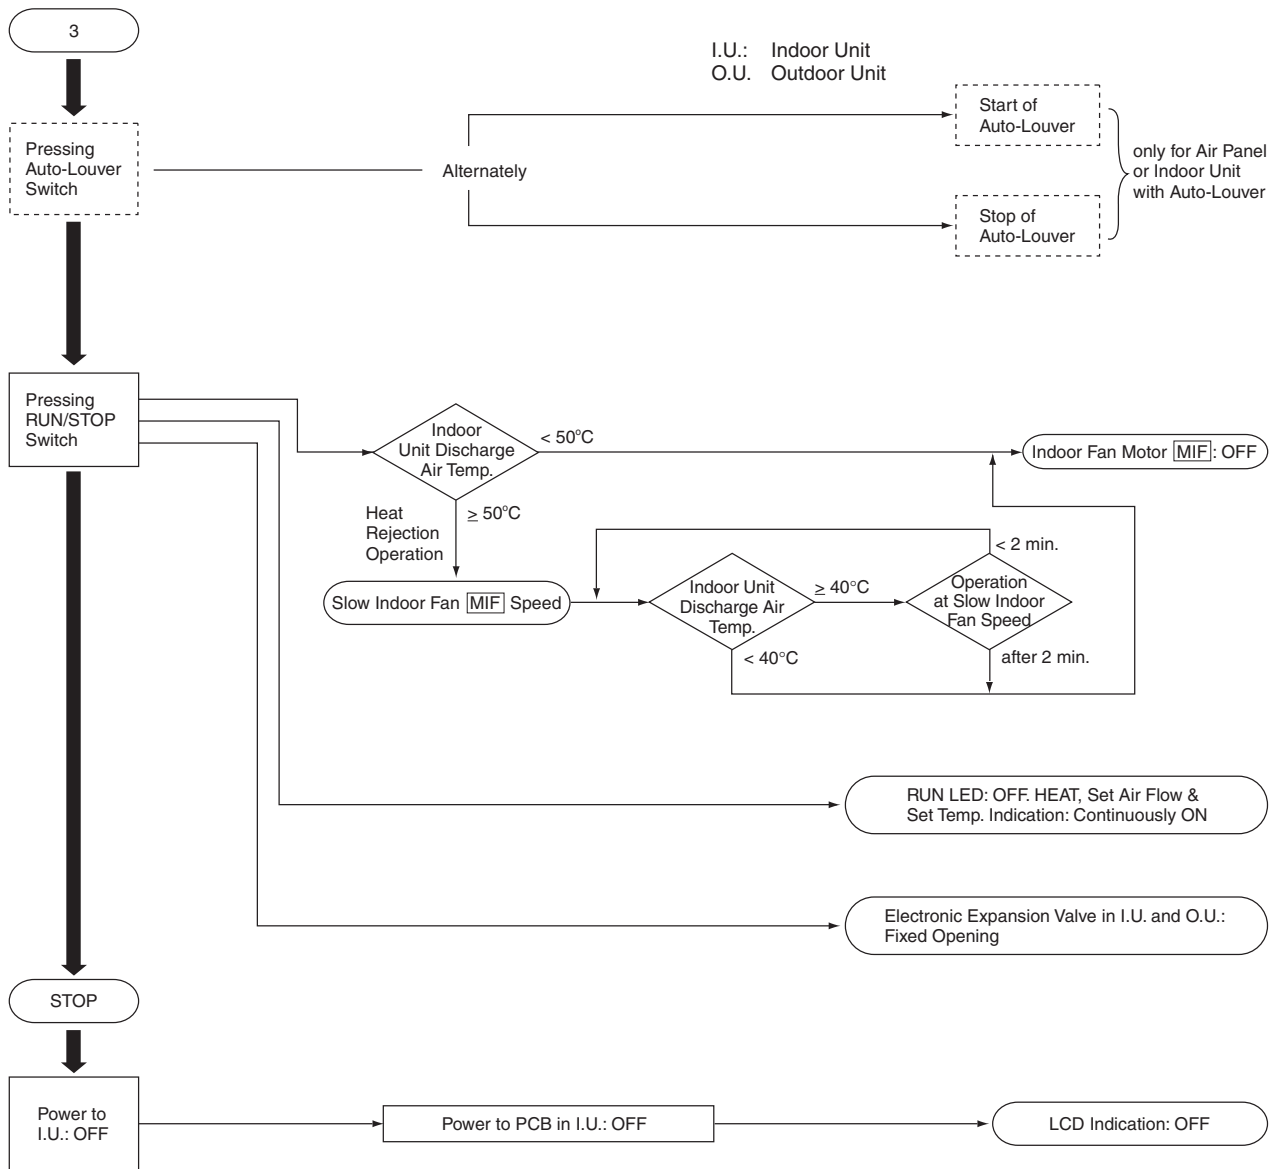 3
I.U.: Indoor Unit
O.U. Outdoor Unit
Pressing
Auto-Louver
Switch
Alternately
Start of
Auto-Louver
Stop of
Auto-Louver
only for Air Panel
or Indoor Unit
with Auto-Louver
Pressing
RUN/STOP
Switch
Indoor
Unit Discharge
Air Temp.
< 50°C
Indoor Fan Motor MIF: OFF
Heat
Rejection
Operation
≥ 50°C
Slow Indoor Fan MIF Speed
Indoor Unit
Discharge Air
Temp.
≥ 40°C
< 40°C
< 2 min.
Operation
at Slow Indoor
Fan Speed
after 2 min.
RUN LED: OFF. HEAT, Set Air Flow &
Set Temp. Indication: Continuously ON
Electronic Expansion Valve in I.U. and O.U.:
Fixed Opening
STOP
Power to
I.U.: OFF
Power to PCB in I.U.: OFF
LCD Indication: OFF